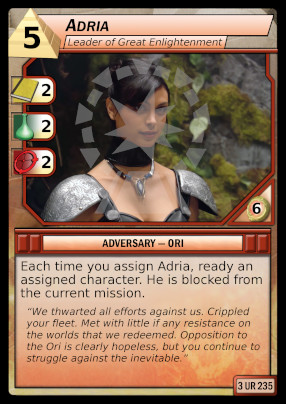 5
ADRIA
Leader of Great Enlightenment
2
2
2
6
ADVERSARY — ORI
Each time you assign Adria, ready an
assigned character. He is blocked from
the current mission.
“We thwarted all efforts against us. Crippled
your fleet. Met with little if any resistance on
the worlds that we redeemed. Opposition to
the Ori is clearly hopeless, but you continue to
struggle against the inevitable.”
3 UR 235